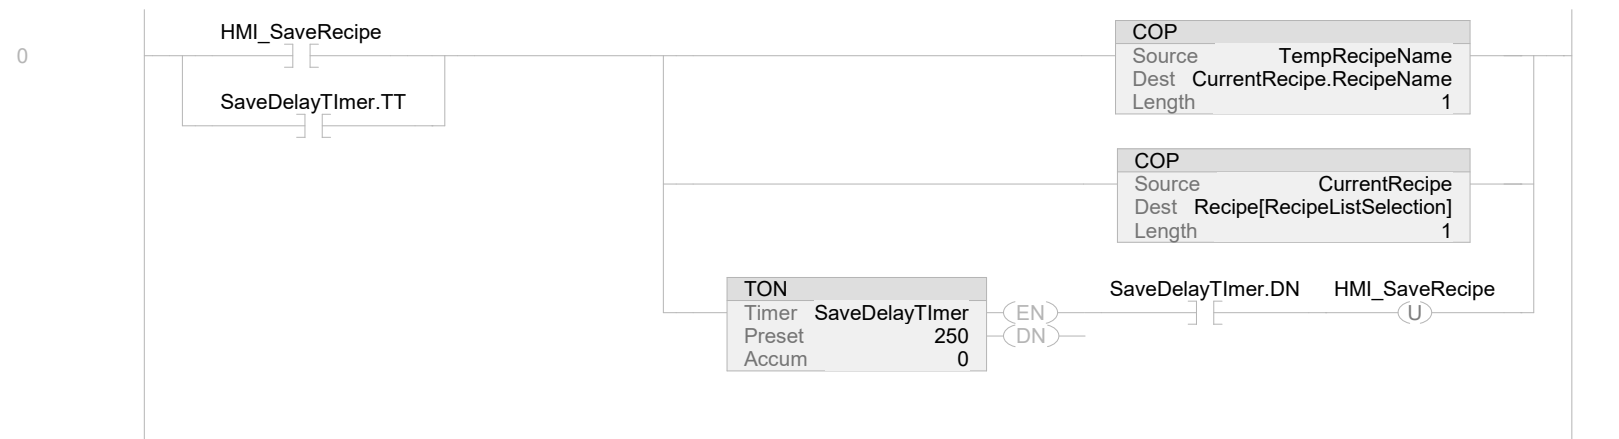 HMI_SaveRecipe
0
SaveDelayTImer.TT
COP
Source TempRecipeName
Dest CurrentRecipe.RecipeName
Length 1
COP
Source CurrentRecipe
Dest Recipe[RecipeListSelection]
Length 1
TON
Timer SaveDelayTImer
Preset 250
Accum 0
EN
DN
SaveDelayTImer.DN
HMI_SaveRecipe
U